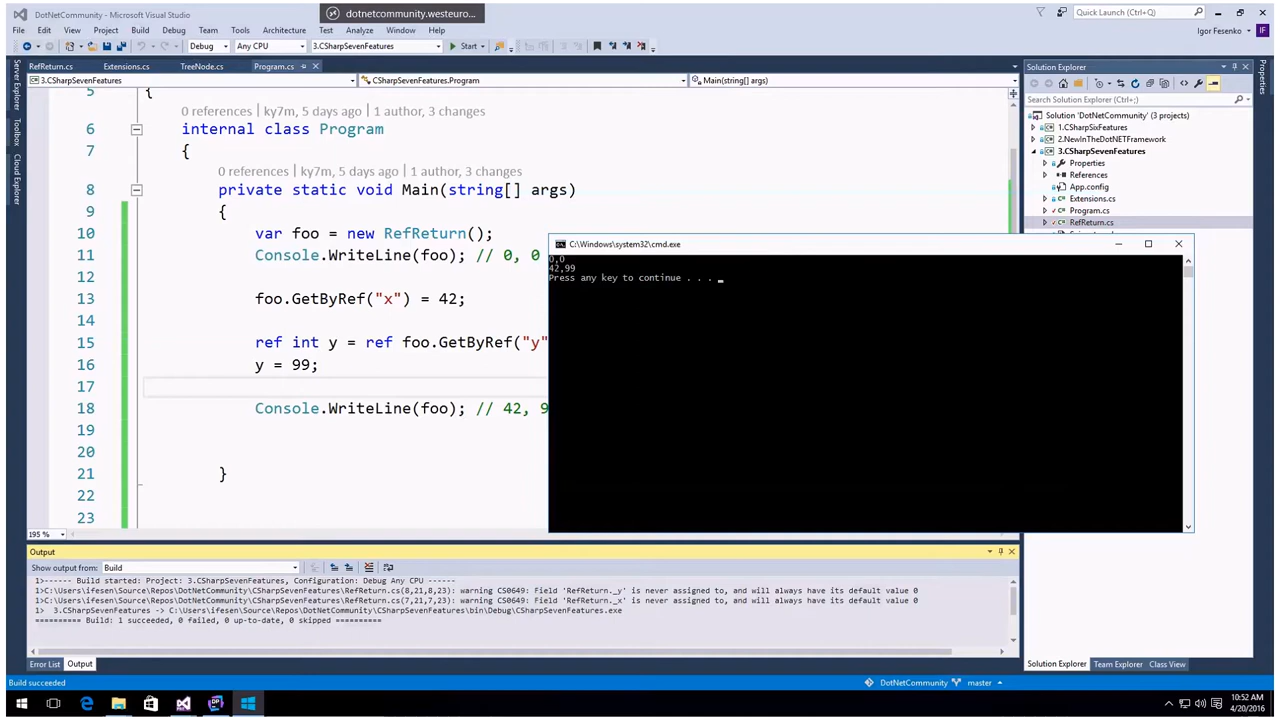 DotNetCommunity - Microsoft Visual Studio
dotnetcommunity.westeuro...
Quick Launch (Ctrl+Q)
File Edit View Project Build Debug Team Tools Architecture Test Analyze Window Help
Igor Fesenko IF
Debug Any CPU 3.CSharpSevenFeatures Start
RefReturn.cs Extensions.cs TreeNode.cs Program.cs
3.CSharpSevenFeatures CSharpSevenFeatures.Program Main(string[] args)
Server Explorer
Toolbox
Cloud Explorer
5 {
0 references | ky7m, 5 days ago | 1 author, 3 changes
6 internal class Program
7 {
0 references | ky7m, 5 days ago | 1 author, 3 changes
8 private static void Main(string[] args)
9 {
10 var foo = new RefReturn();
11 Console.WriteLine(foo); // 0, 0
12
13 foo.GetByRef("x") = 42;
14
15 ref int y = ref foo.GetByRef("y"
16 y = 99;
17
18 Console.WriteLine(foo); // 42, 9
19
20
21 }
22
23
195 %
C:\Windows\system32\cmd.exe
0,0
42,99
Press any key to continue . . . _
Solution Explorer
Search Solution Explorer (Ctrl+;)
Solution 'DotNetCommunity' (3 projects)
1.CSharpSixFeatures
2.NewInTheDotNETFramework
3.CSharpSevenFeatures
Properties
References
App.config
Extensions.cs
Program.cs
RefReturn.cs
Properties
Output
Show output from: Build
1>------ Build started: Project: 3.CSharpSevenFeatures, Configuration: Debug Any CPU ------
1>C:\Users\ifesen\Source\Repos\DotNetCommunity\CSharpSevenFeatures\RefReturn.cs(8,21,8,23): warning CS0649: Field 'RefReturn._y' is never assigned to, and will always have its default value 0
1>C:\Users\ifesen\Source\Repos\DotNetCommunity\CSharpSevenFeatures\RefReturn.cs(7,21,7,23): warning CS0649: Field 'RefReturn._x' is never assigned to, and will always have its default value 0
1> 3.CSharpSevenFeatures -> C:\Users\ifesen\Source\Repos\DotNetCommunity\CSharpSevenFeatures\bin\Debug\CSharpSevenFeatures.exe
========== Build: 1 succeeded, 0 failed, 0 up-to-date, 0 skipped ==========
Error List Output
Solution Explorer Team Explorer Class View
Build succeeded
DotNetCommunity master
10:52 AM
4/20/2016